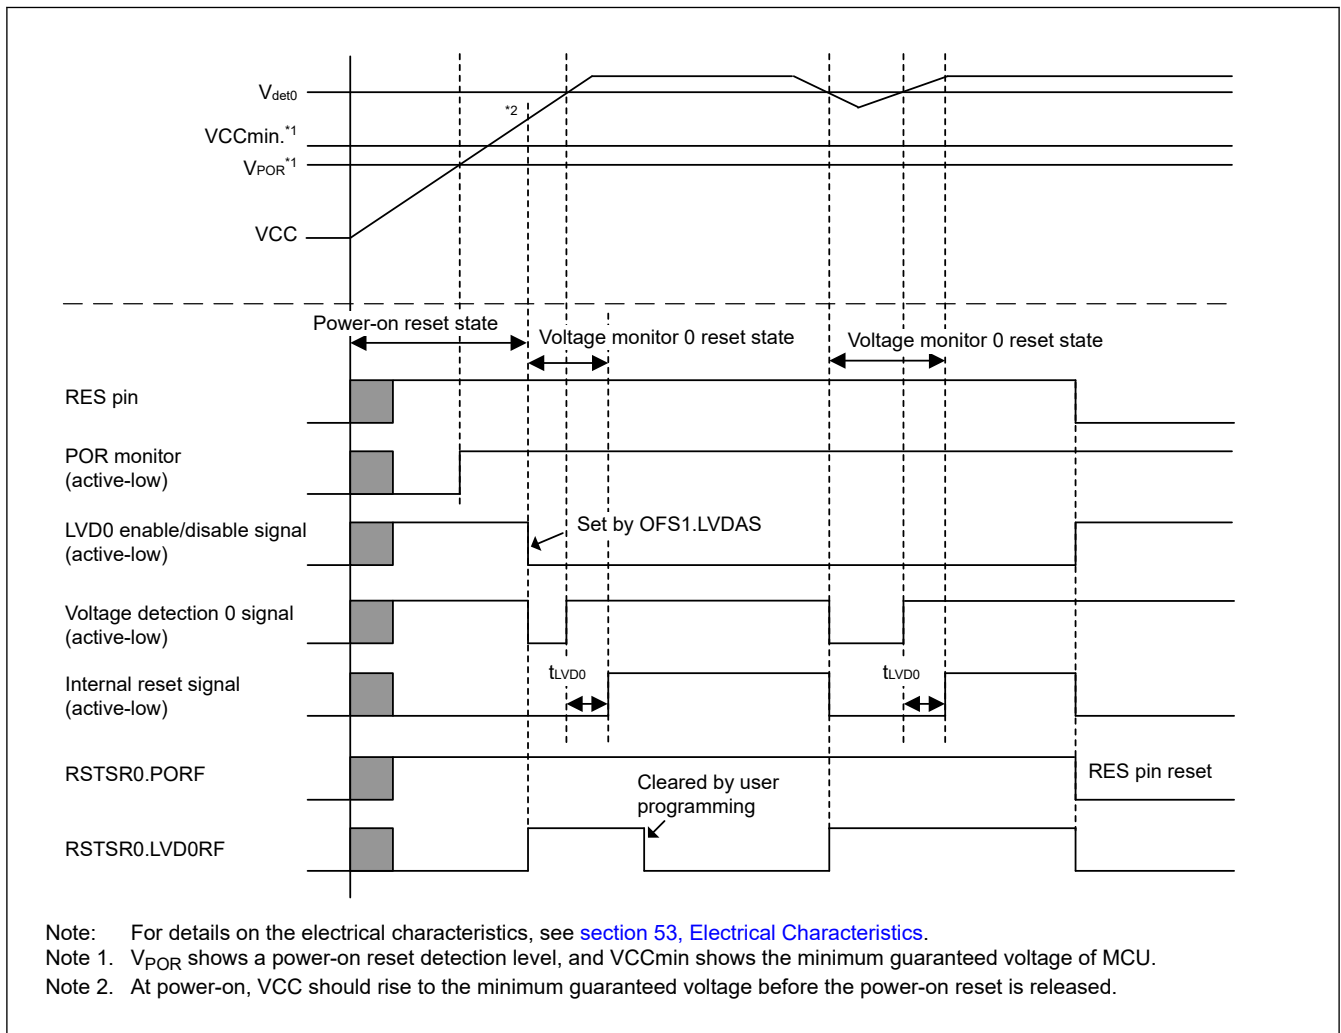 Vdet0
*2
VCCmin.*1
VPOR*1
VCC
Power-on reset state
Voltage monitor 0 reset state
Voltage monitor 0 reset state
RES pin
POR monitor
(active-low)
LVD0 enable/disable signal
(active-low)
Set by OFS1.LVDAS
Voltage detection 0 signal
(active-low)
Internal reset signal
(active-low)
tLVD0
tLVD0
RSTSR0.PORF
RES pin reset
Cleared by user
programming
RSTSR0.LVD0RF
Note: For details on the electrical characteristics, see section 53, Electrical Characteristics.
Note 1. VPOR shows a power-on reset detection level, and VCCmin shows the minimum guaranteed voltage of MCU.
Note 2. At power-on, VCC should rise to the minimum guaranteed voltage before the power-on reset is released.